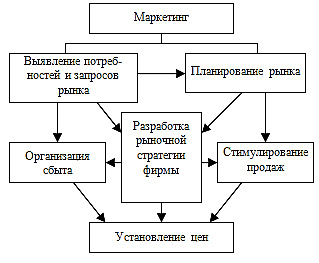 Маркетинг
Выявление потреб-
ностей и запросов
рынка
Планирование рынка
Разработка
рыночной
стратегии
фирмы
Организация
сбыта
Стимулирование
продаж
Установление цен